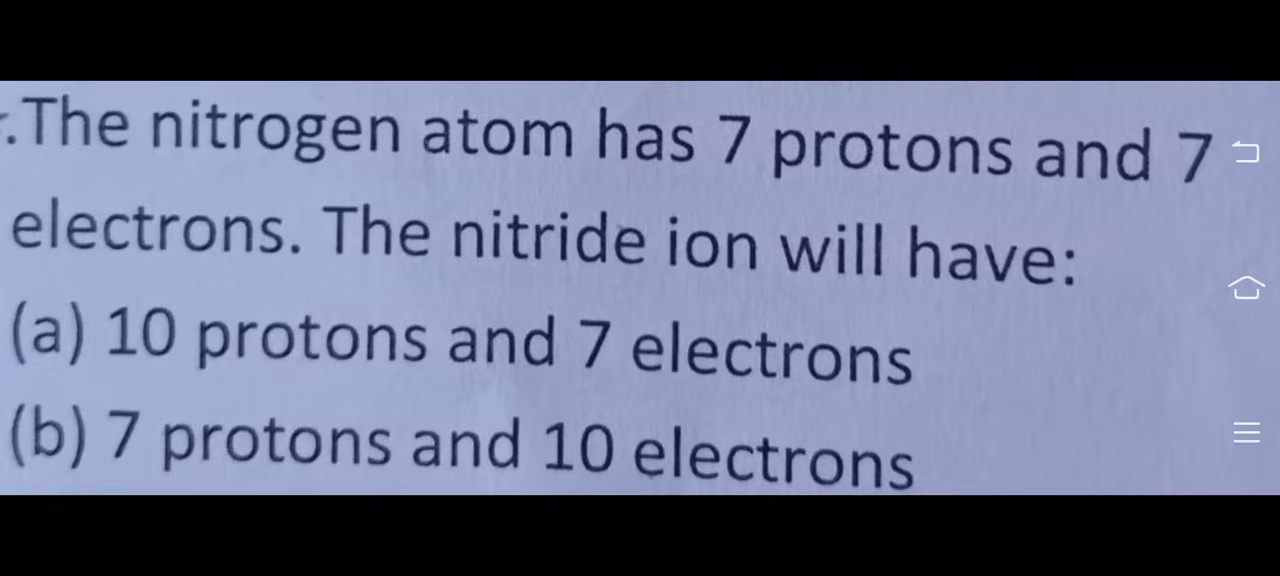 .The nitrogen atom has 7 protons and 7
electrons. The nitride ion will have:
(a) 10 protons and 7 electrons
(b) 7 protons and 10 electrons